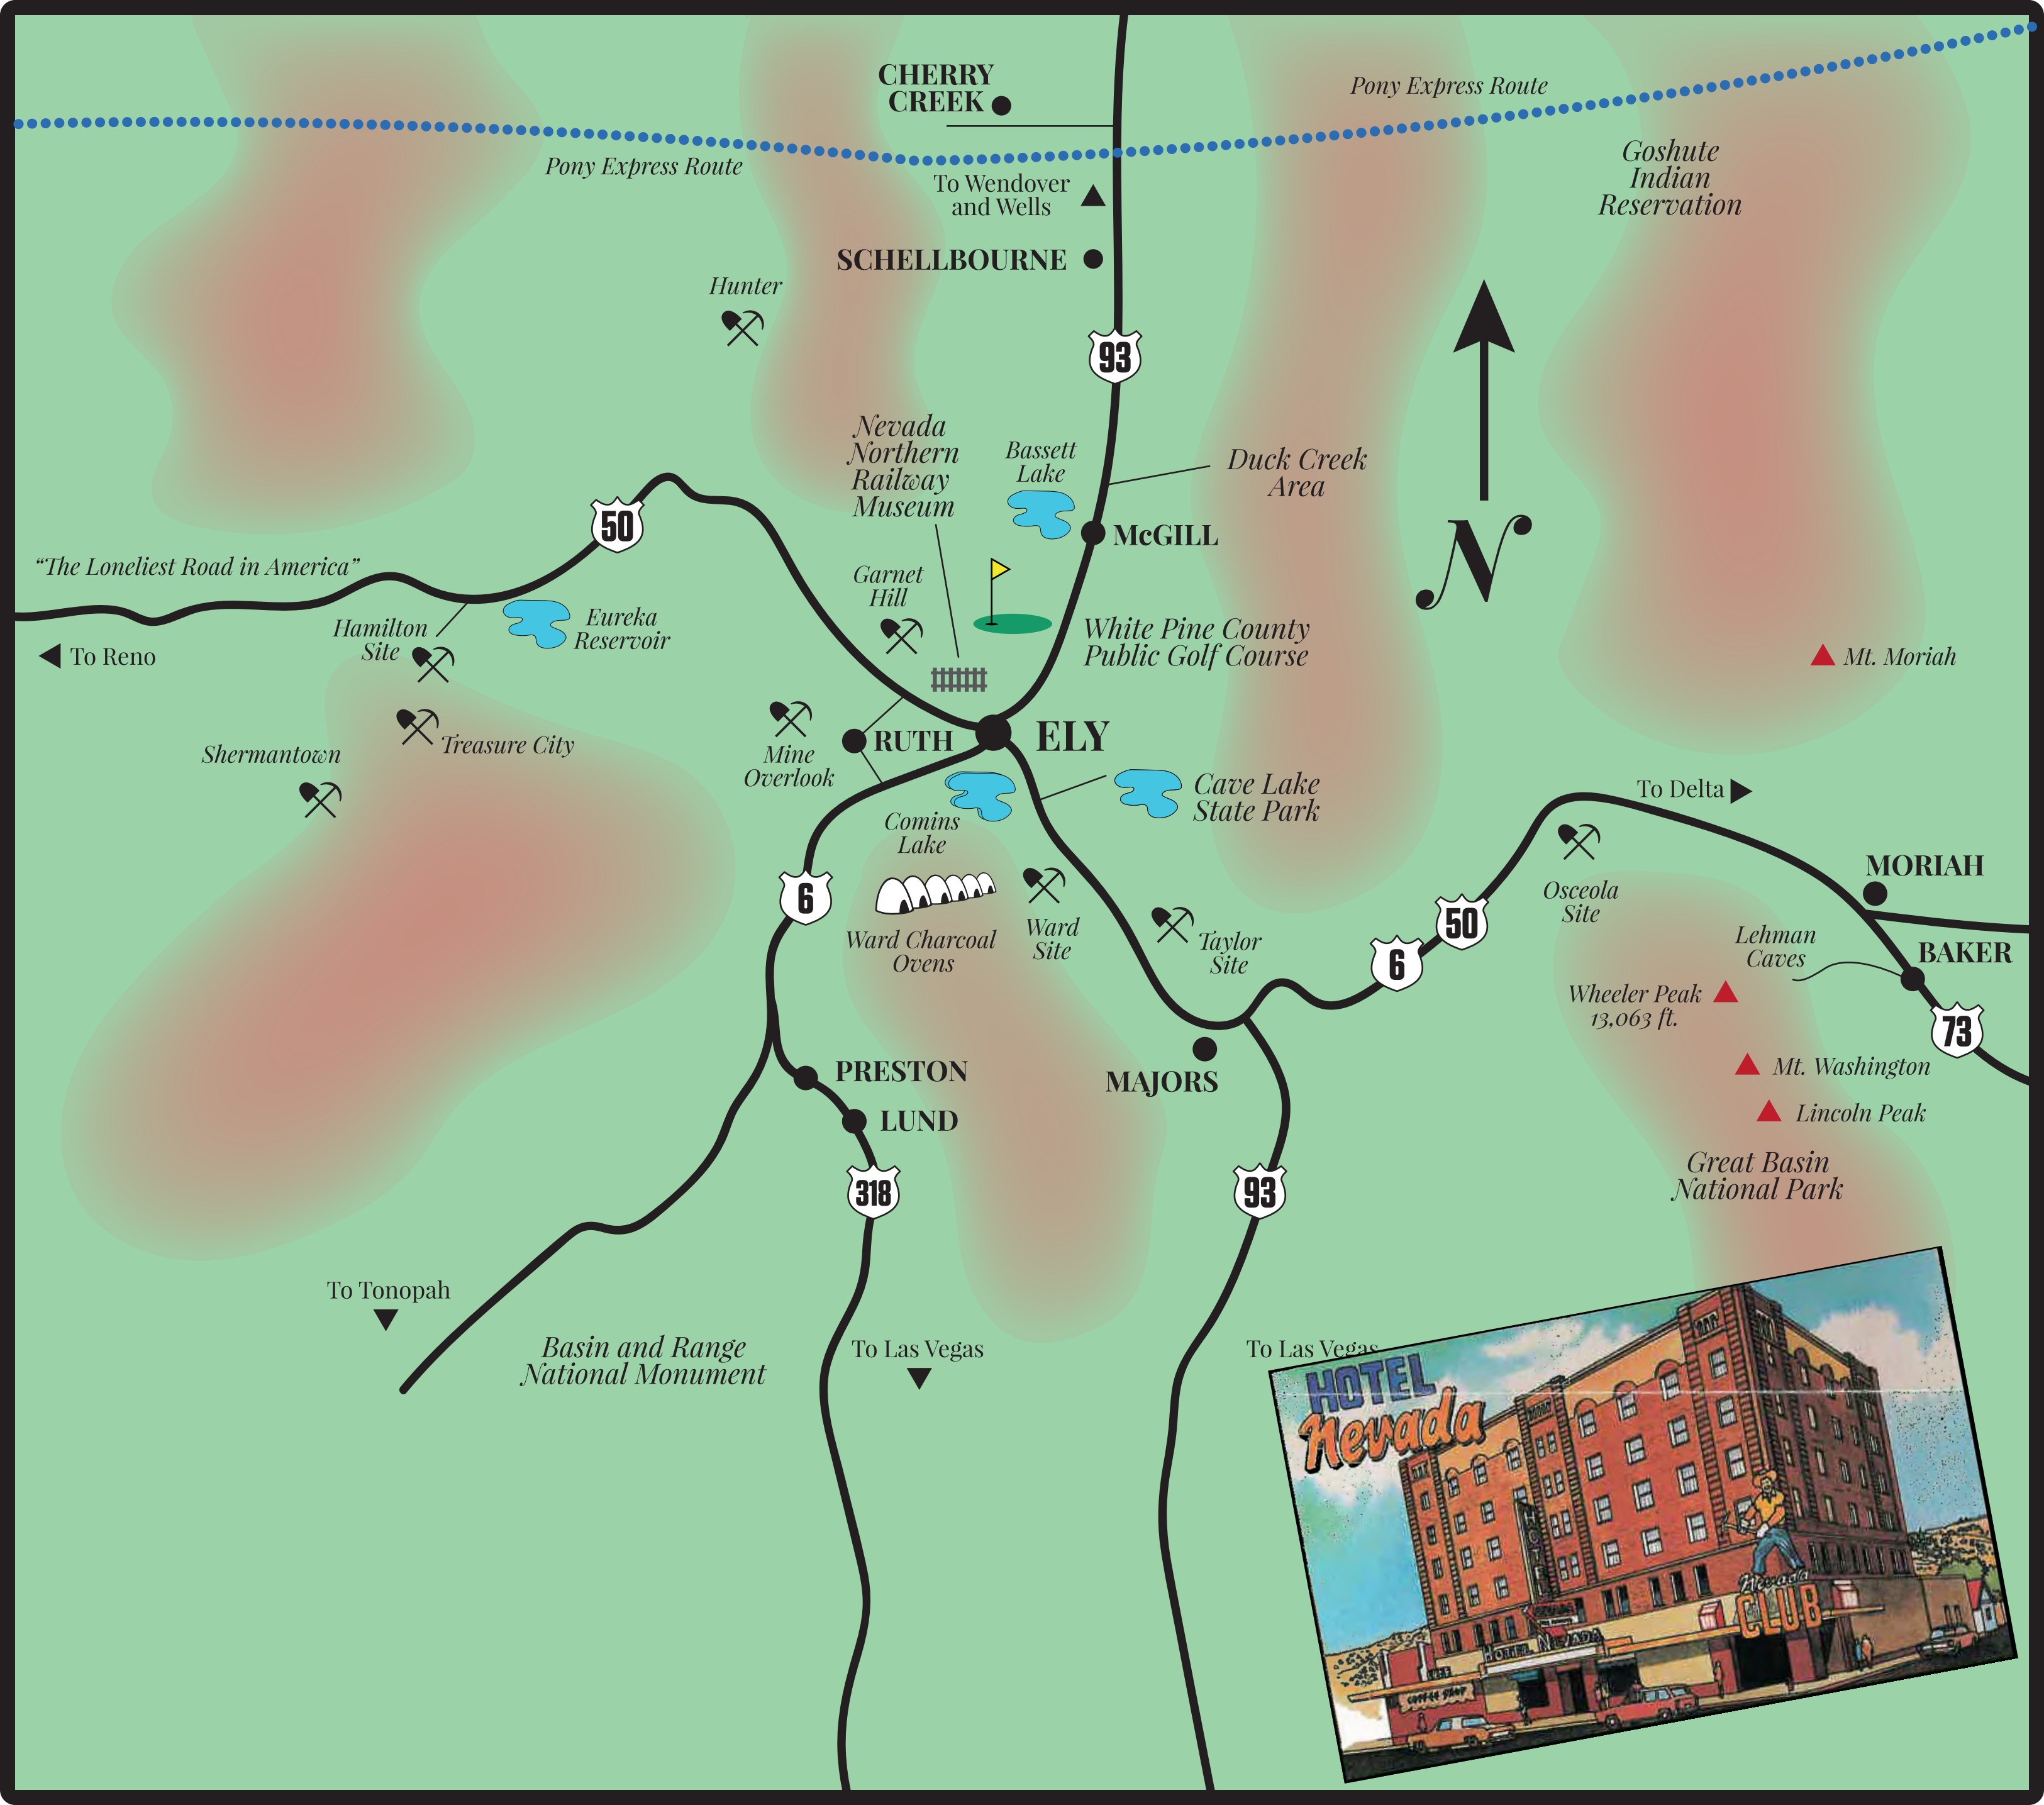 CHERRY
CREEK
Pony Express Route
Pony Express Route
Goshute
Indian
Reservation
To Wendover
and Wells
SCHELLBOURNE
Hunter
93
Nevada
Northern
Railway
Museum
Bassett
Lake
Duck Creek
Area
50
McGILL
N
"The Loneliest Road in America"
Garnet
Hill
Hamilton
Site
Eureka
Reservoir
White Pine County
Public Golf Course
To Reno
Mt. Moriah
Shermantown
Treasure City
Mine
Overlook
RUTH
ELY
Cave Lake
State Park
To Delta
Comins
Lake
6
Ward Charcoal
Ovens
Ward
Site
Taylor
Site
6
50
Osceola
Site
MORIAH
Lehman
Caves
BAKER
Wheeler Peak
13,063 ft.
73
Mt. Washington
Lincoln Peak
Great Basin
National Park
MAJORS
PRESTON
LUND
318
93
To Tonopah
Basin and Range
National Monument
To Las Vegas
To Las Vegas
HOTEL
Nevada
HOTEL
Nevada
CLUB
HOTEL NEVADA
COFFEE SHOP